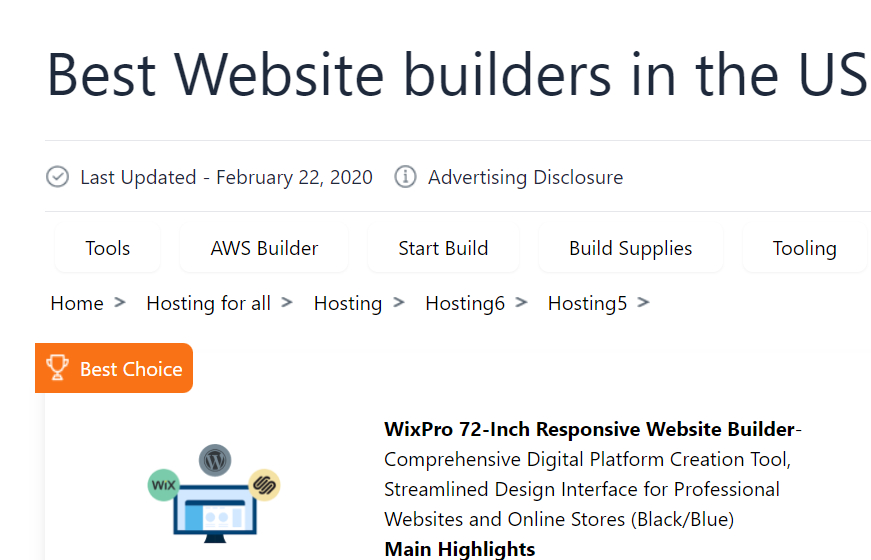 Best Website builders in the US
Last Updated - February 22, 2020 Advertising Disclosure
Tools AWS Builder Start Build Build Supplies Tooling
Home > Hosting for all > Hosting > Hosting6 > Hosting5 >
Best Choice
WixPro 72-Inch Responsive Website Builder-
Comprehensive Digital Platform Creation Tool,
Streamlined Design Interface for Professional
Websites and Online Stores (Black/Blue)
Main Highlights
WIX